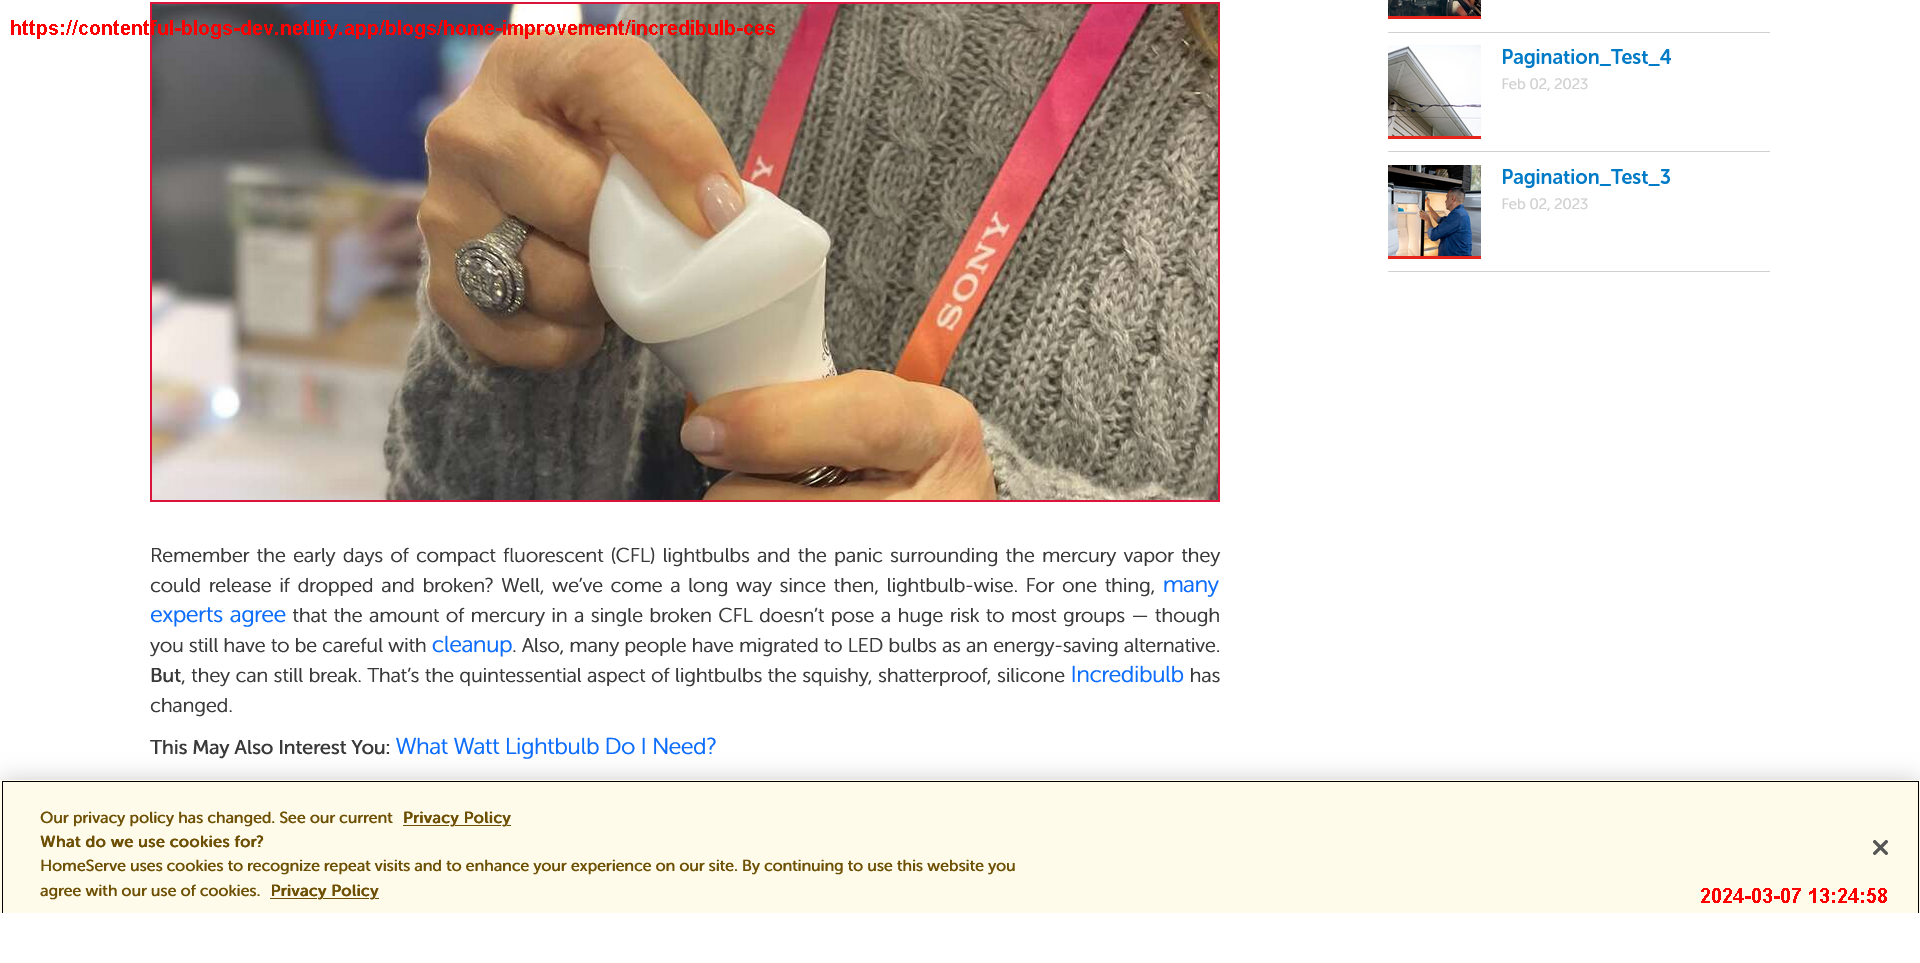 https://contentful-blogs-dev.netlify.app/blogs/home-improvement/incredibulb-ces
SONY
Remember the early days of compact fluorescent (CFL) lightbulbs and the panic surrounding the mercury vapor they
could release if dropped and broken? Well, we’ve come a long way since then, lightbulb-wise. For one thing, many
experts agree that the amount of mercury in a single broken CFL doesn’t pose a huge risk to most groups — though
you still have to be careful with cleanup. Also, many people have migrated to LED bulbs as an energy-saving alternative.
But, they can still break. That’s the quintessential aspect of lightbulbs the squishy, shatterproof, silicone Incredibulb has
changed.
This May Also Interest You: What Watt Lightbulb Do I Need?
Pagination_Test_4
Feb 02, 2023
Pagination_Test_3
Feb 02, 2023
Our privacy policy has changed. See our current Privacy Policy
What do we use cookies for?
HomeServe uses cookies to recognize repeat visits and to enhance your experience on our site. By continuing to use this website you
agree with our use of cookies. Privacy Policy
2024-03-07 13:24:58